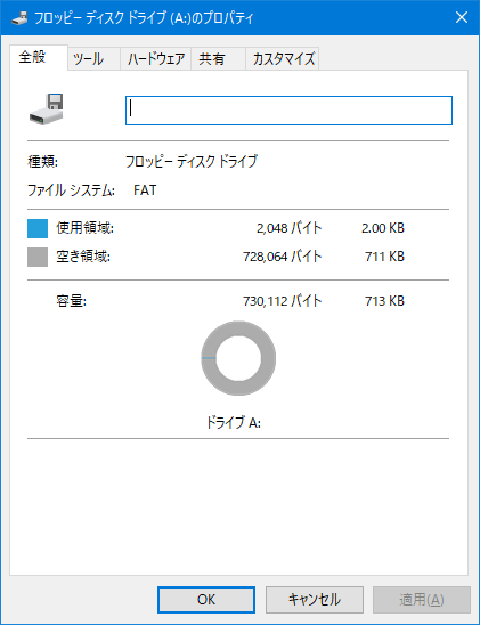 フロッピー ディスク ドライブ (A:)のプロパティ
全般 ツール ハードウェア 共有 カスタマイズ
種類: フロッピー ディスク ドライブ
ファイル システム: FAT
使用領域: 2,048 バイト 2.00 KB
空き領域: 728,064 バイト 711 KB
容量: 730,112 バイト 713 KB
ドライブ A:
OK キャンセル 適用(A)